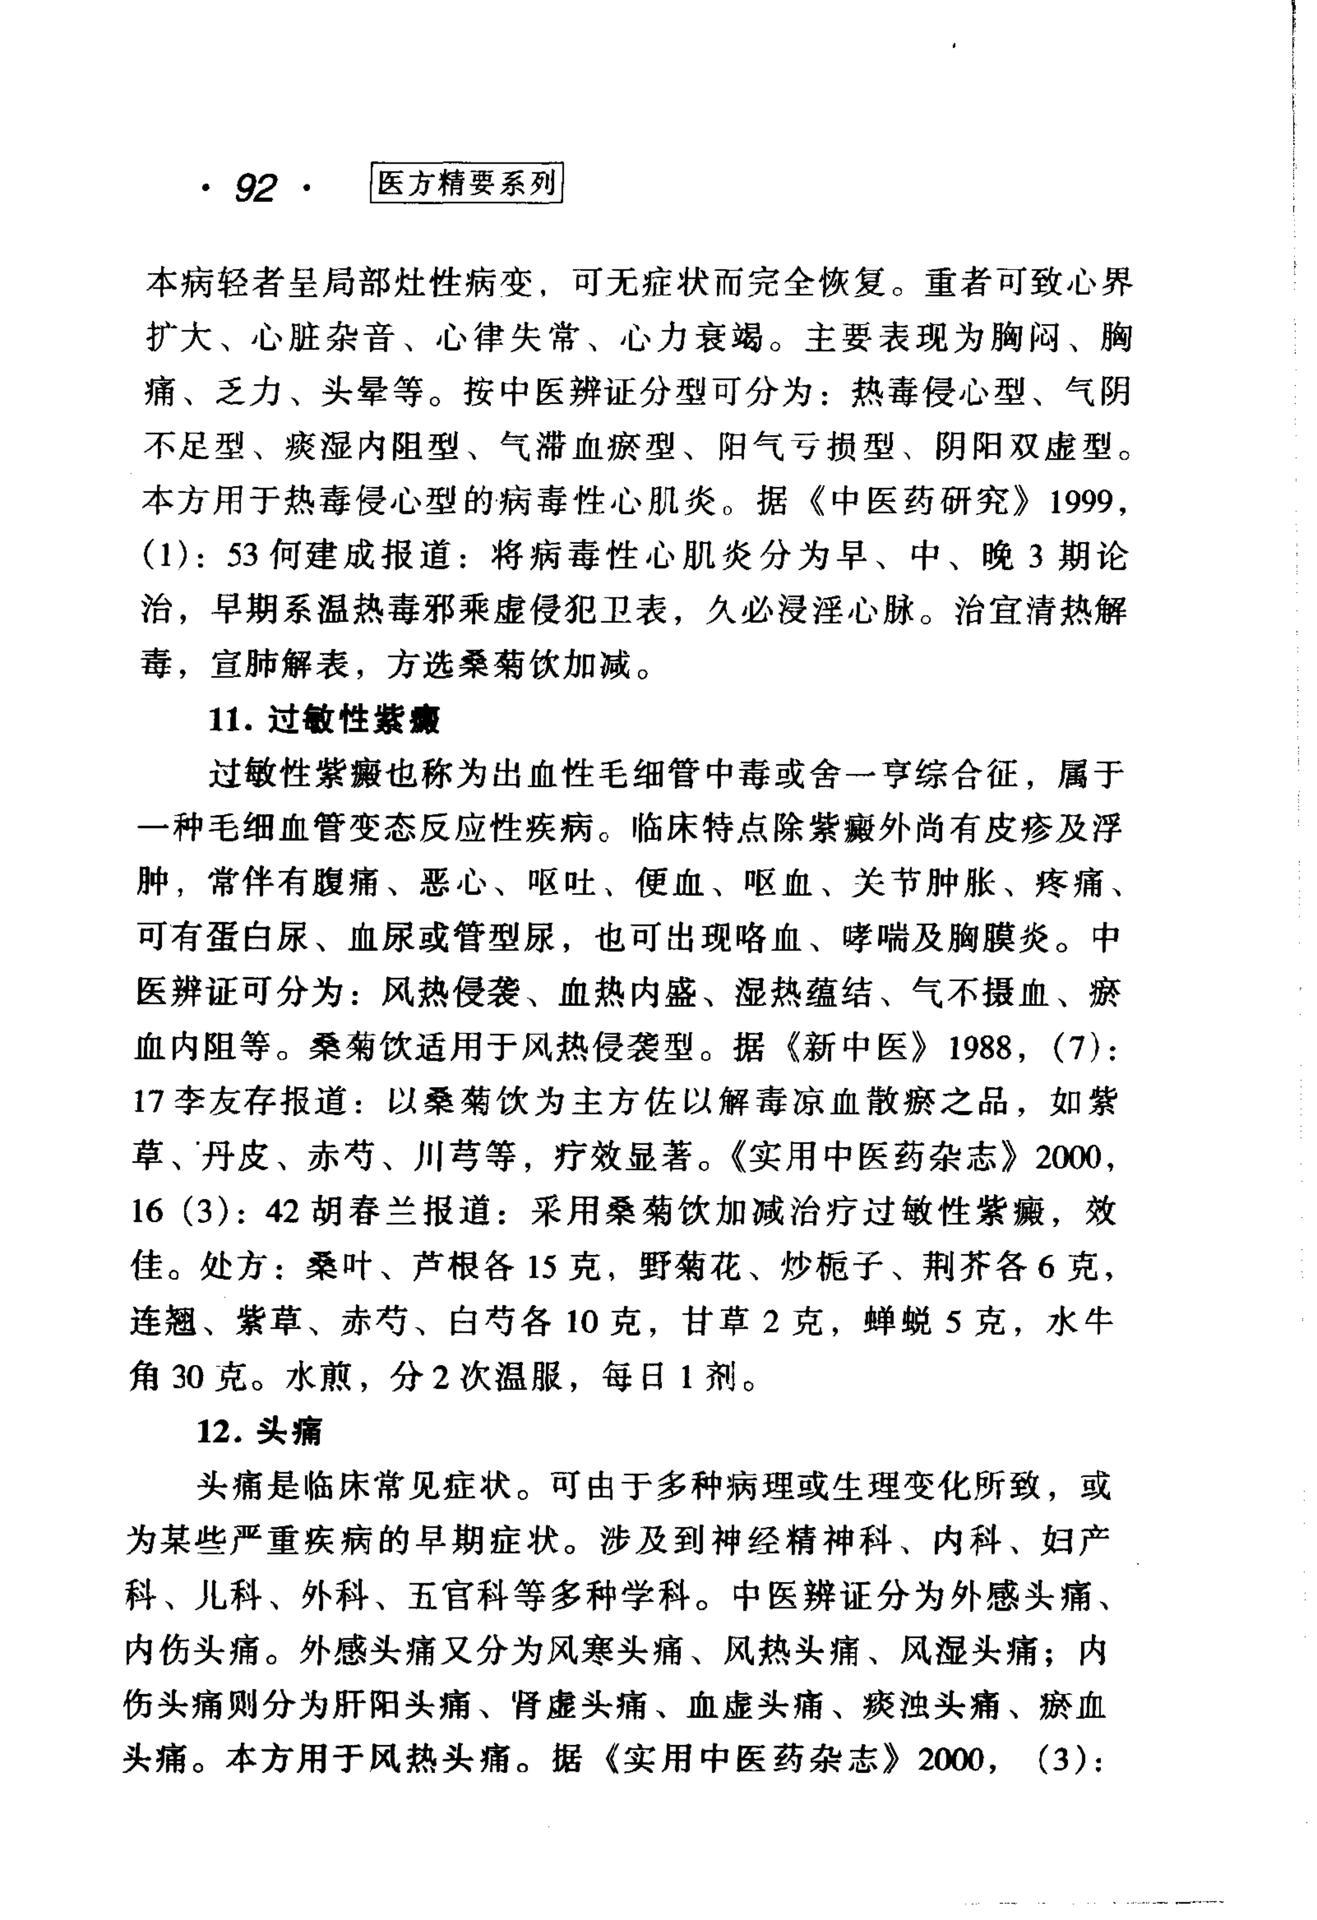 · 92 · 医方精要系列
本病轻者呈局部灶性病变，可无症状而完全恢复。重者可致心界
扩大、心脏杂音、心律失常、心力衰竭。主要表现为胸闷、胸
痛、乏力、头晕等。按中医辨证分型可分为：热毒侵心型、气阴
不足型、痰湿内阻型、气滞血瘀型、阳气亏损型、阴阳双虚型。
本方用于热毒侵心型的病毒性心肌炎。据《中医药研究》1999，
(1)：53 何建成报道：将病毒性心肌炎分为早、中、晚 3 期论
治，早期系温热毒邪乘虚侵犯卫表，久必浸淫心脉。治宜清热解
毒，宣肺解表，方选桑菊饮加减。
11. 过敏性紫癜
过敏性紫癜也称为出血性毛细管中毒或舍一亨综合征，属于
一种毛细血管变态反应性疾病。临床特点除紫癜外尚有皮疹及浮
肿，常伴有腹痛、恶心、呕吐、便血、呕血、关节肿胀、疼痛、
可有蛋白尿、血尿或管型尿，也可出现咯血、哮喘及胸膜炎。中
医辨证可分为：风热侵袭、血热内盛、湿热蕴结、气不摄血、瘀
血内阻等。桑菊饮适用于风热侵袭型。据《新中医》1988，(7)：
17 李友存报道：以桑菊饮为主方佐以解毒凉血散瘀之品，如紫
草、丹皮、赤芍、川芎等，疗效显著。《实用中医药杂志》2000，
16 (3)：42 胡春兰报道：采用桑菊饮加减治疗过敏性紫癜，效
佳。处方：桑叶、芦根各 15 克，野菊花、炒栀子、荆芥各 6 克，
连翘、紫草、赤芍、白芍各 10 克，甘草 2 克，蝉蜕 5 克，水牛
角 30 克。水煎，分 2 次温服，每日 1 剂。
12. 头痛
头痛是临床常见症状。可由于多种病理或生理变化所致，或
为某些严重疾病的早期症状。涉及到神经精神科、内科、妇产
科、儿科、外科、五官科等多种学科。中医辨证分为外感头痛、
内伤头痛。外感头痛又分为风寒头痛、风热头痛、风湿头痛；内
伤头痛则分为肝阳头痛、肾虚头痛、血虚头痛、痰浊头痛、瘀血
头痛。本方用于风热头痛。据《实用中医药杂志》2000，(3)：